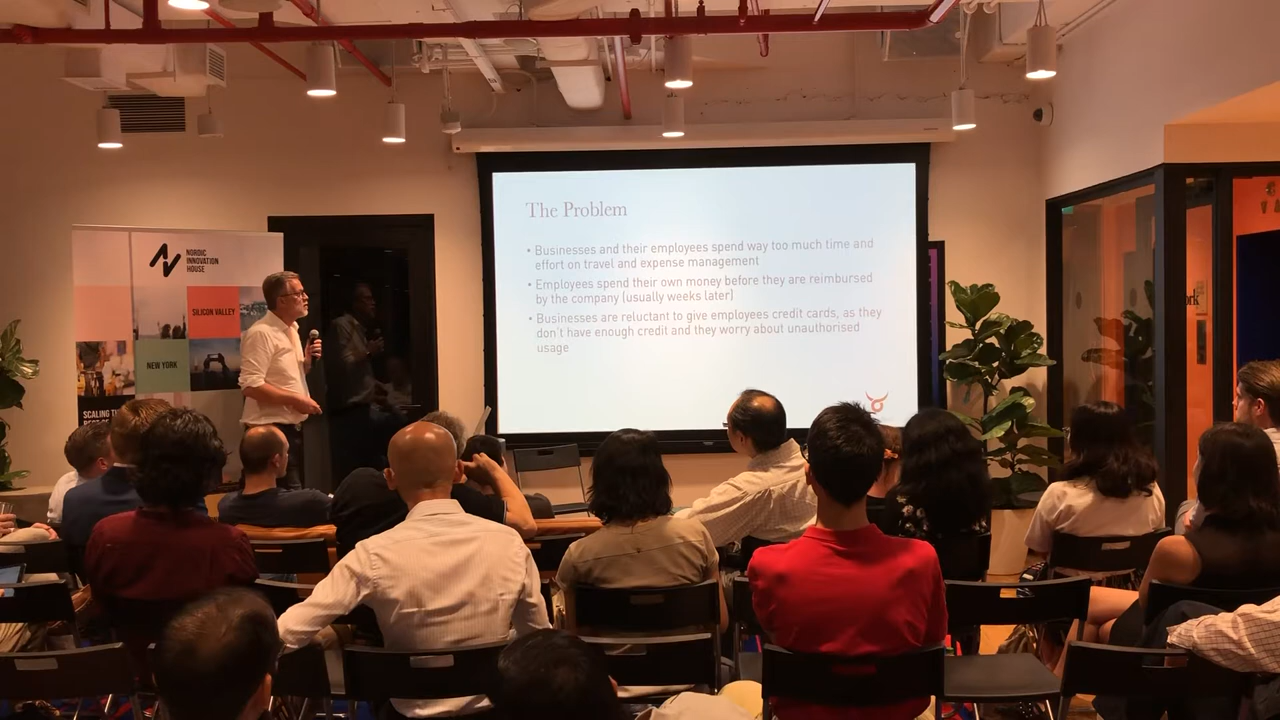 NORDIC
INNOVATION
HOUSE
SILICON VALLEY
NEW YORK
The Problem
• Businesses and their employees spend way too much time and
effort on travel and expense management
• Employees spend their own money before they are reimbursed
by the company (usually weeks later)
• Businesses are reluctant to give employees credit cards, as they
don't have enough credit and they worry about unauthorised
usage